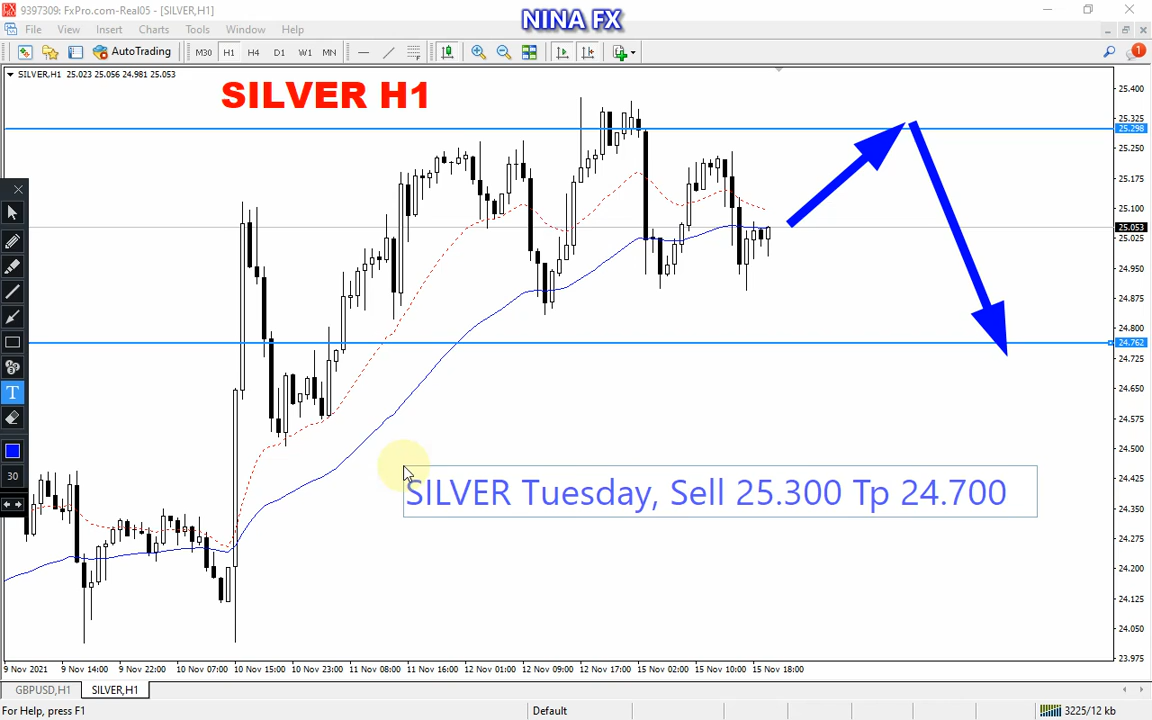 9397309: FxPro.com-Real05 - [SILVER,H1]
NINA FX
File View Insert Charts Tools Window Help
AutoTrading M30 H1 H4 D1 W1 MN
1
SILVER,H1 25.023 25.056 24.981 25.053
SILVER H1
25.400
25.325
25.298
25.250
25.175
25.100
25.053
25.025
24.950
24.875
24.800
24.762
24.725
24.650
24.575
24.500
24.425
24.350
24.275
24.200
24.125
24.050
23.975
T
30
SILVER Tuesday, Sell 25.300 Tp 24.700
9 Nov 2021 9 Nov 14:00 9 Nov 22:00 10 Nov 07:00 10 Nov 15:00 10 Nov 23:00 11 Nov 08:00 11 Nov 16:00 12 Nov 01:00 12 Nov 09:00 12 Nov 17:00 15 Nov 02:00 15 Nov 10:00 15 Nov 18:00
GBPUSD,H1 SILVER,H1
For Help, press F1 Default 3225/12 kb